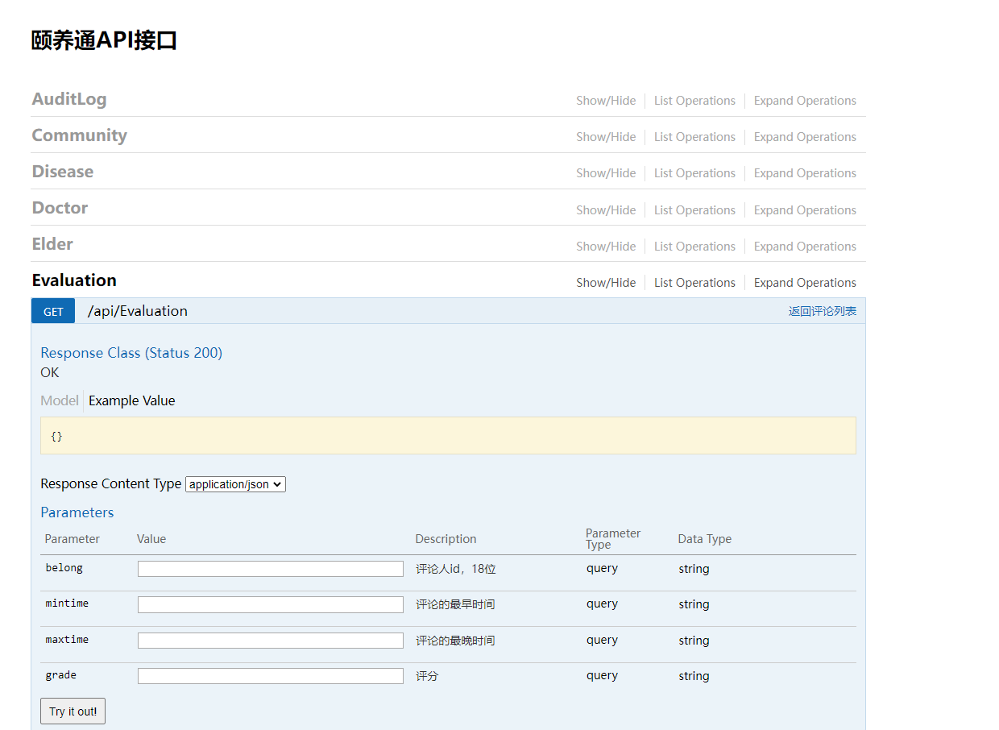 颐养通API接口
AuditLog Show/Hide List Operations Expand Operations
Community Show/Hide List Operations Expand Operations
Disease Show/Hide List Operations Expand Operations
Doctor Show/Hide List Operations Expand Operations
Elder Show/Hide List Operations Expand Operations
Evaluation Show/Hide List Operations Expand Operations
GET /api/Evaluation 返回评论列表
Response Class (Status 200)
OK
Model Example Value
{}
Response Content Type application/json
Parameters
Parameter Value Description Parameter Type Data Type
belong 评论人id，18位 query string
mintime 评论的最早时间 query string
maxtime 评论的最晚时间 query string
grade 评分 query string
Try it out!